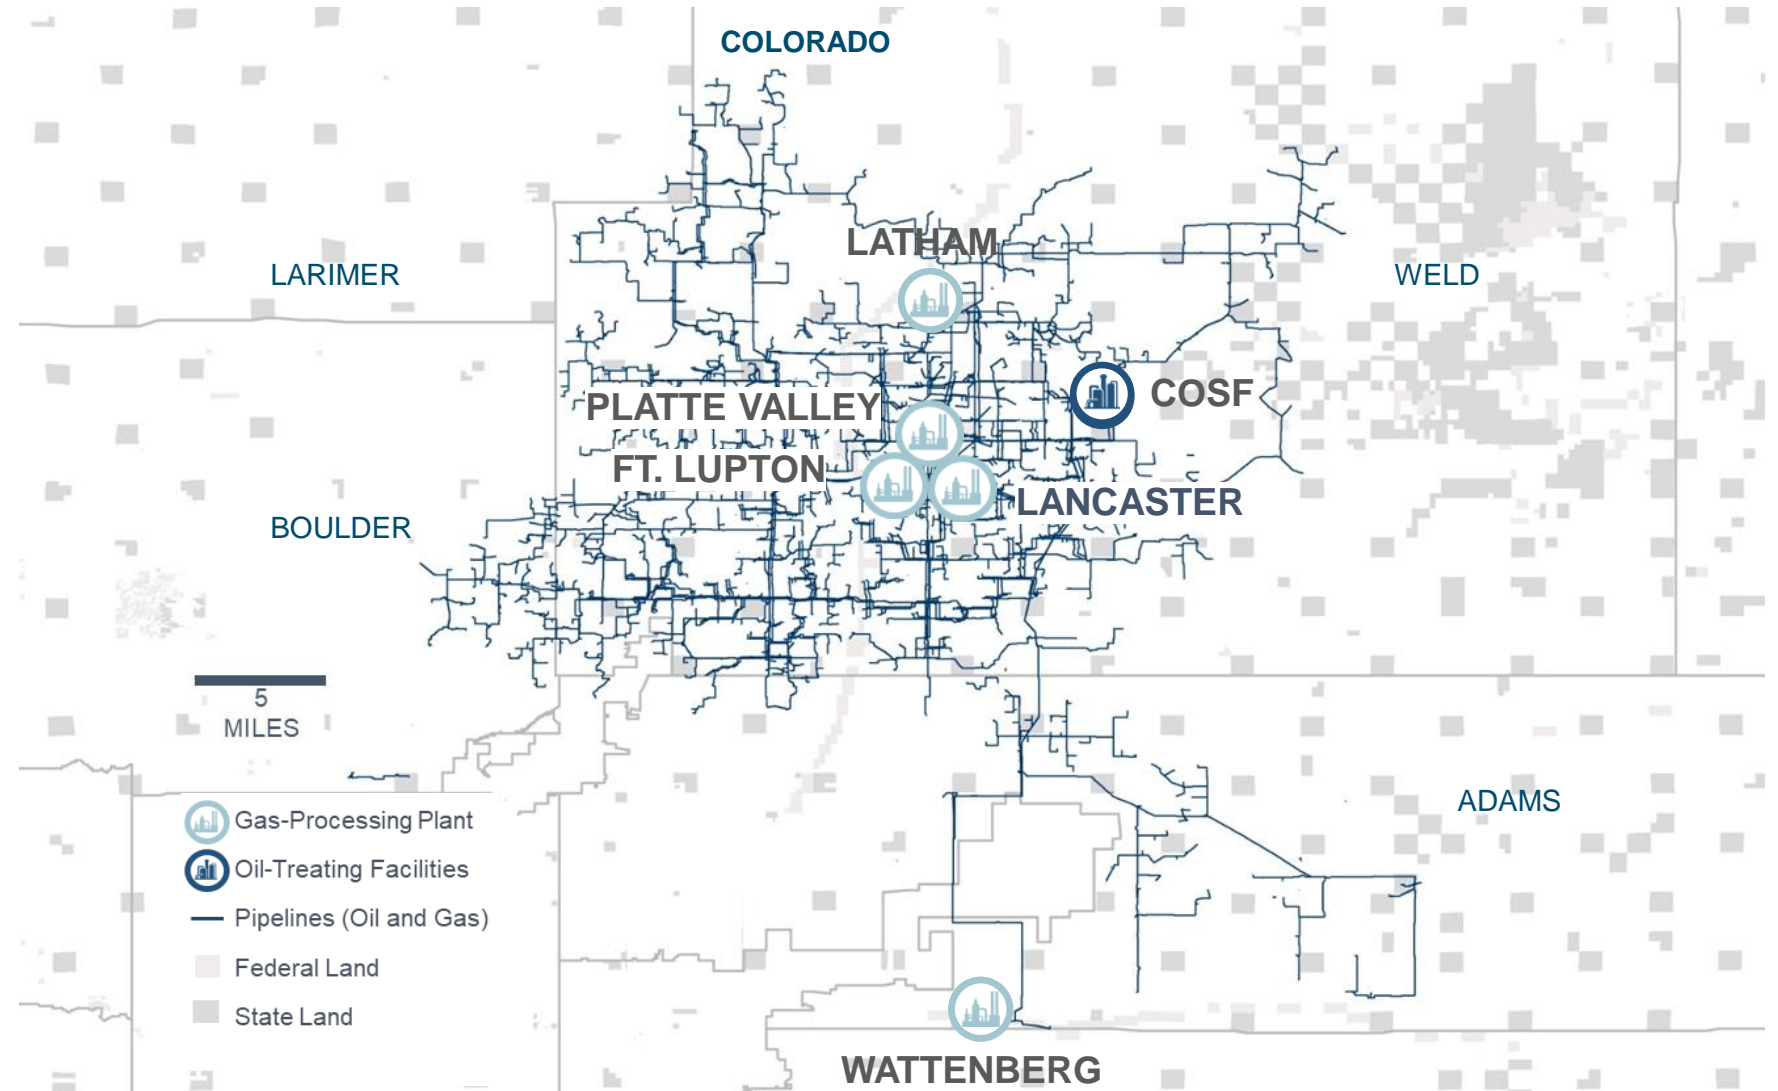 COLORADO
LATHAM
LARIMER
WELD
COSF
PLATTE VALLEY
FT. LUPTON
LANCASTER
BOULDER
5
MILES
ADAMS
Gas-Processing Plant
Oil-Treating Facilities
Pipelines (Oil and Gas)
Federal Land
State Land
WATTENBERG